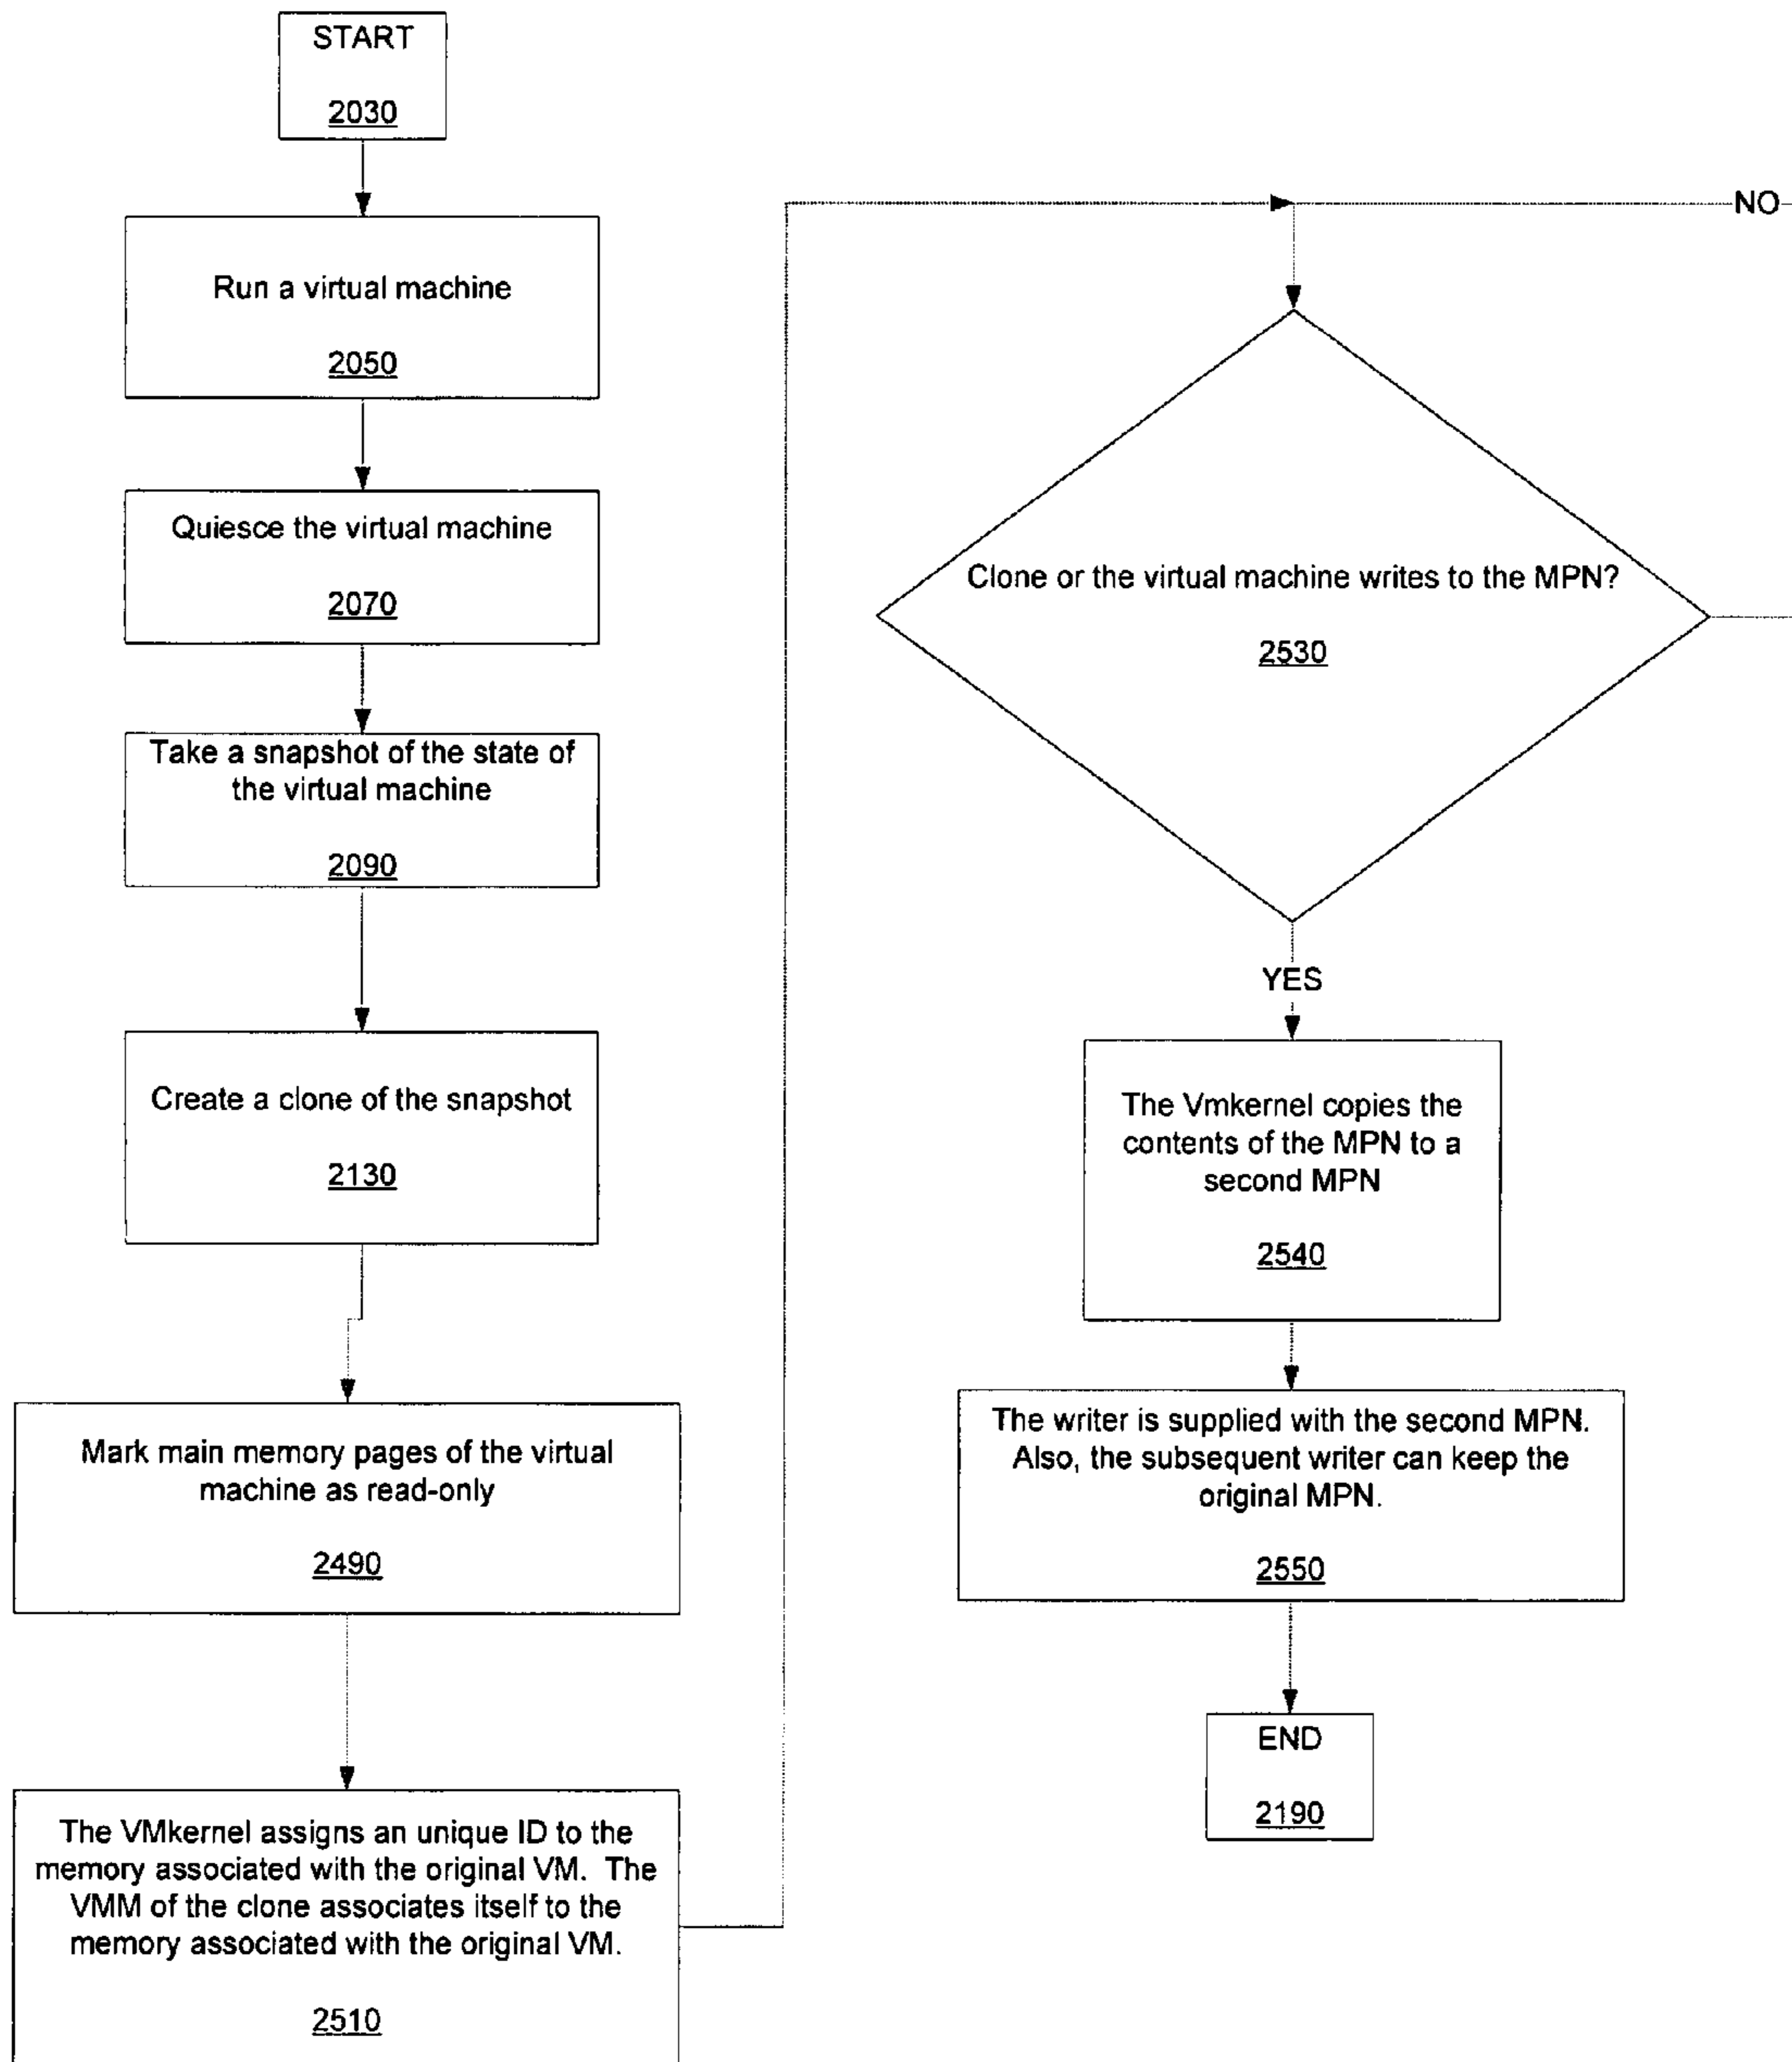 START
2030
Run a virtual machine
2050
Quiesce the virtual machine
2070
Take a snapshot of the state of
the virtual machine
2090
Create a clone of the snapshot
2130
Mark main memory pages of the virtual
machine as read-only
2490
The VMkernel assigns an unique ID to the
memory associated with the original VM. The
VMM of the clone associates itself to the
memory associated with the original VM.
2510
NO
Clone or the virtual machine writes to the MPN?
2530
YES
The Vmkernel copies the
contents of the MPN to a
second MPN
2540
The writer is supplied with the second MPN.
Also, the subsequent writer can keep the
original MPN.
2550
END
2190